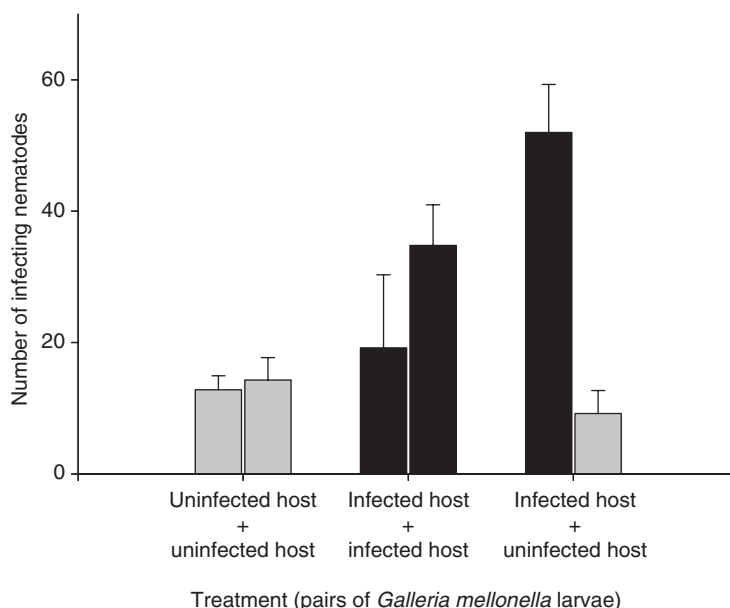 Number of infecting nematodes
60
40
20
0
Uninfected host
+
uninfected host
Infected host
+
infected host
Infected host
+
uninfected host
Treatment (pairs of Galleria mellonella larvae)